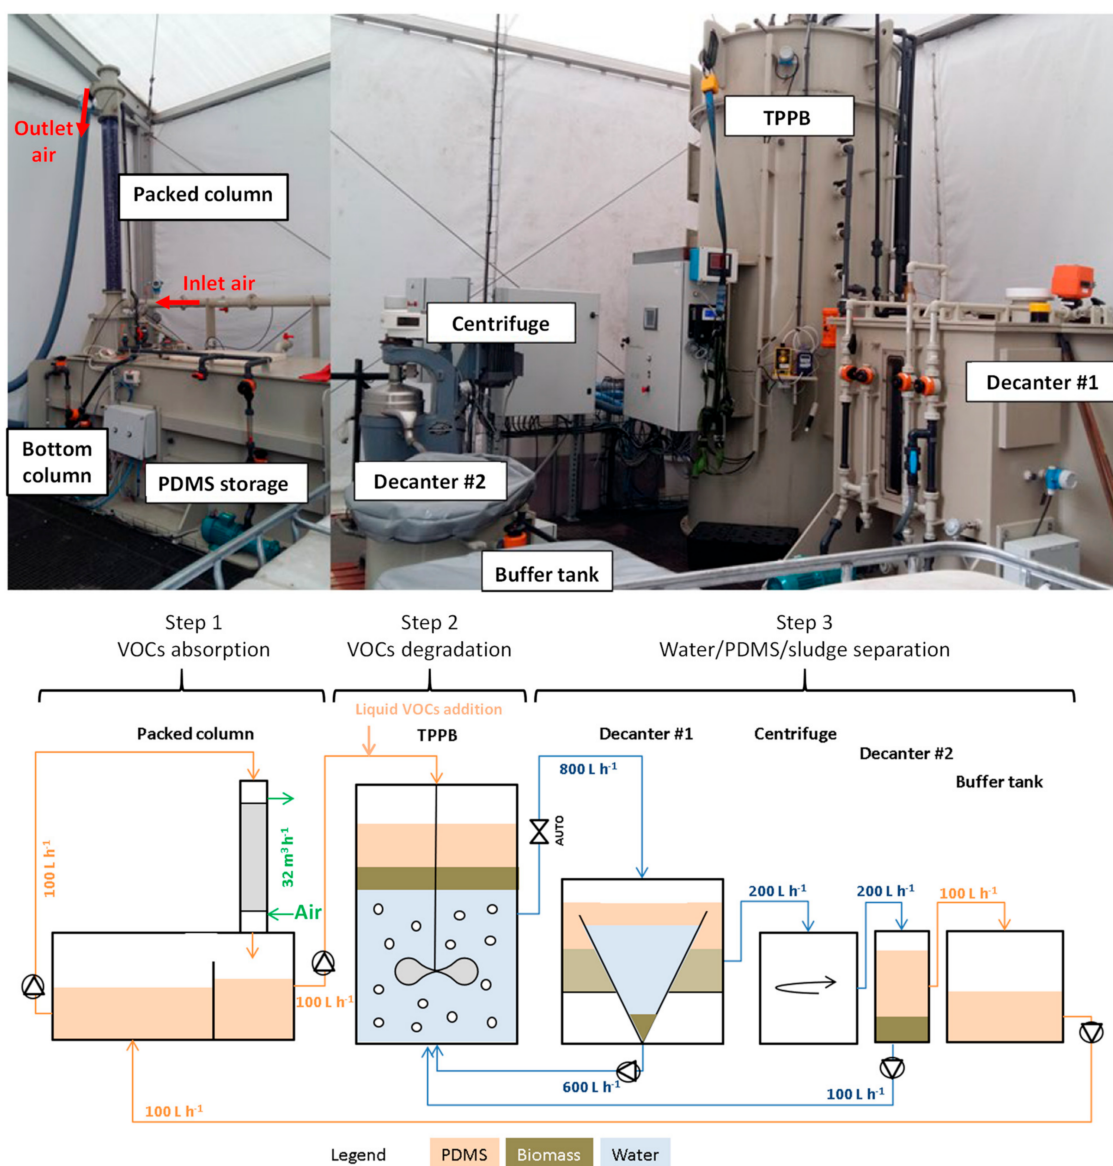 Outlet
air
Packed column
Inlet air
Bottom
column
PDMS storage
TPPB
Centrifuge
Decanter #1
Decanter #2
Buffer tank
Step 1
VOCs absorption
Step 2
VOCs degradation
Step 3
Water/PDMS/sludge separation
Liquid VOCs addition
Packed column
TPPB
Decanter #1
Centrifuge
Decanter #2
Buffer tank
800 L h⁻¹
AUTO
100 L h⁻¹
32 m³ h⁻¹
Air
200 L h⁻¹
200 L h⁻¹
100 L h⁻¹
100 L h⁻¹
600 L h⁻¹
100 L h⁻¹
100 L h⁻¹
Legend
PDMS
Biomass
Water